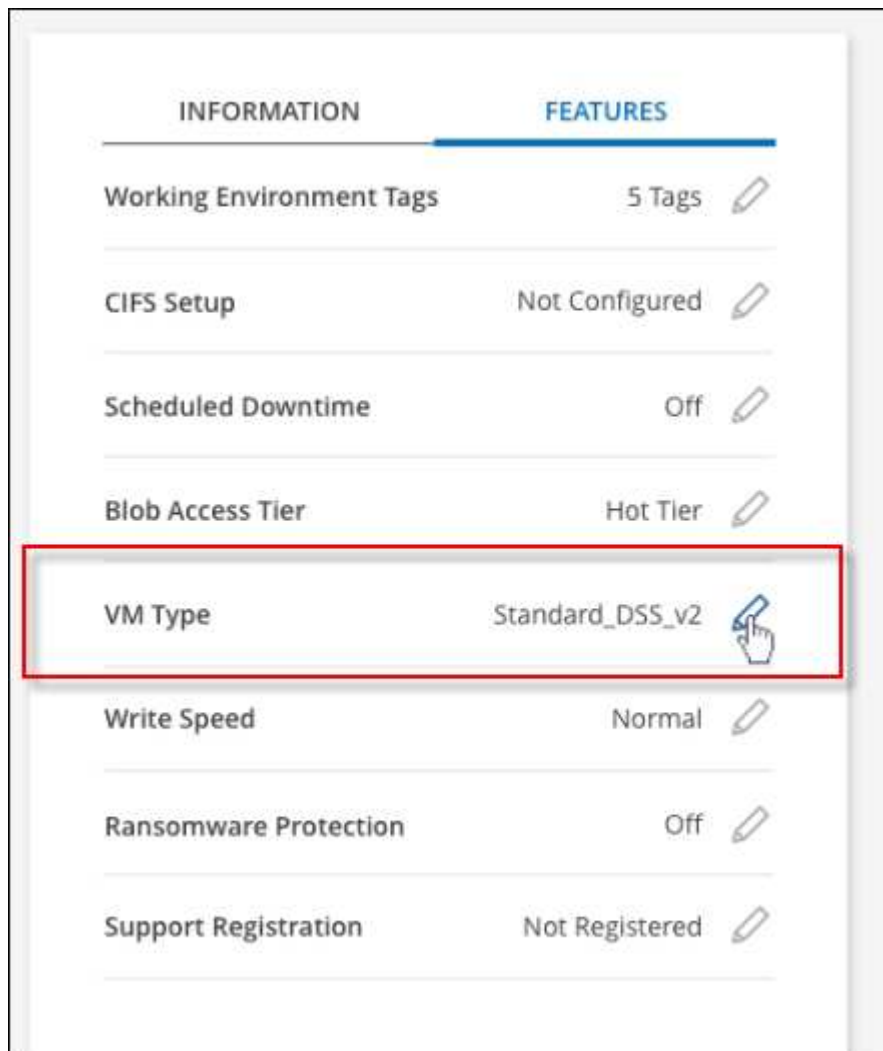 INFORMATION FEATURES
Working Environment Tags 5 Tags
CIFS Setup Not Configured
Scheduled Downtime Off
Blob Access Tier Hot Tier
VM Type Standard_DSS_v2
Write Speed Normal
Ransomware Protection Off
Support Registration Not Registered